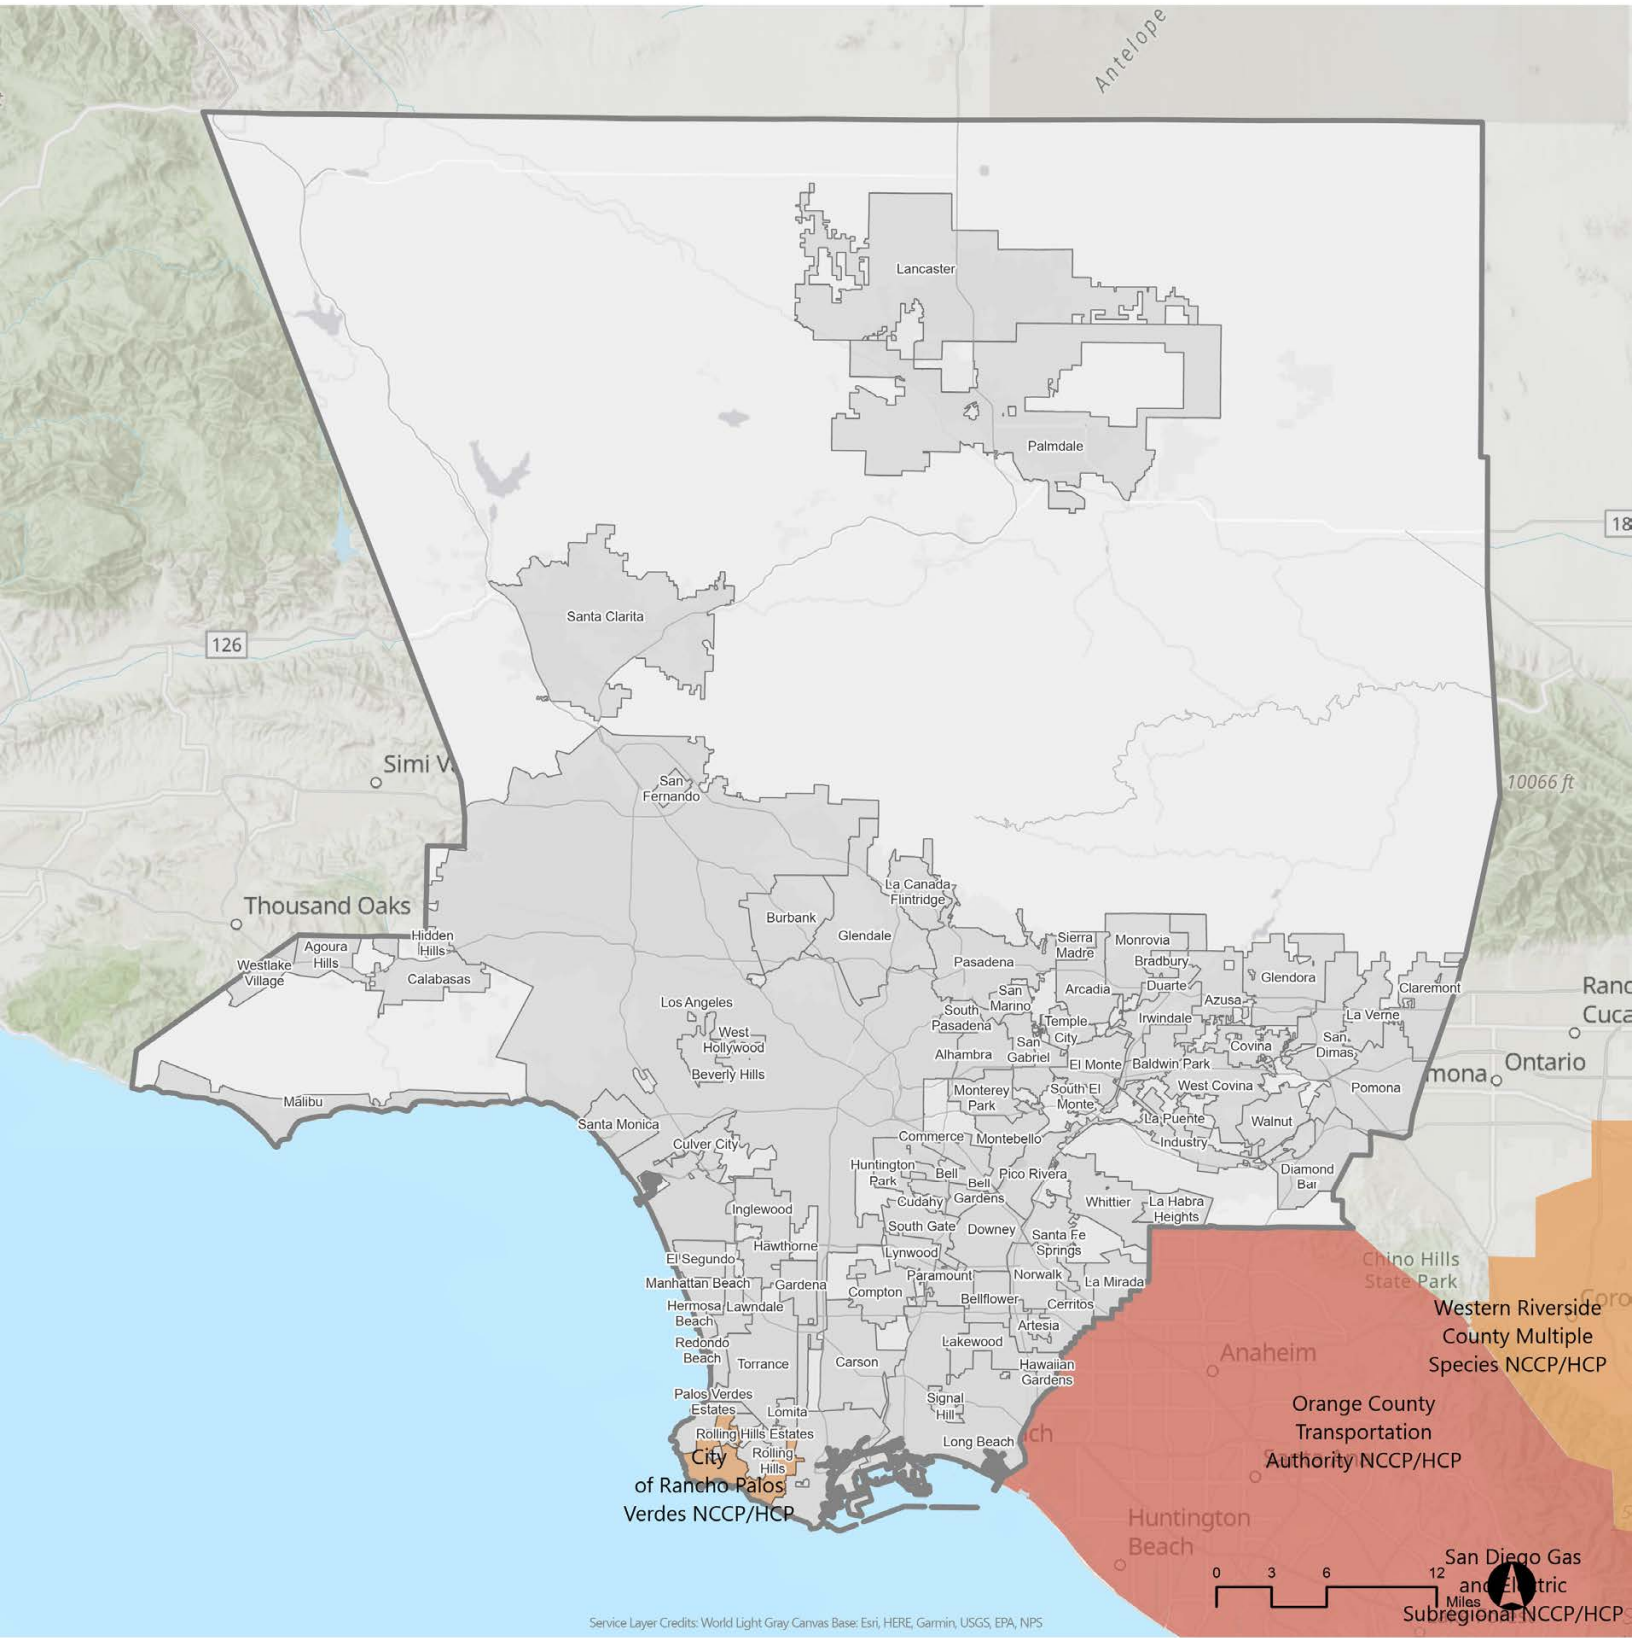 Antelope
Lancaster
Palmdale
18
Santa Clarita
126
Simi V
San
Fernando
10066 ft
La Canada
Flintridge
Thousand Oaks
Burbank
Glendale
Hidden
Hills
Agoura
Hills
Westlake
Village
Calabasas
Sierra
Madre
Monrovia
Pasadena
Bradbury
Duarte
Glendora
Claremont
Arcadia
San
Marino
Azusa
Los Angeles
South
Pasadena
Temple
City
Irwindale
La Verne
Ranc
Cuca
West
Hollywood
Beverly Hills
Alhambra
San
Gabriel
El Monte
Baldwin Park
Covina
San
Dimas
Ontario
mona
Monterey
Park
South El
Monte
West Covina
Pomona
Malibu
Santa Monica
Culver City
Commerce
Montebello
La Puente
Industry
Walnut
Huntington
Park
Bell
Bell
Gardens
Pico Rivera
Diamond
Bar
Inglewood
Cudahy
Whittier
La Habra
Heights
South Gate
Downey
Santa Fe
Springs
Hawthorne
El Segundo
Lynwood
Chino Hills
State Park
Manhattan Beach
Gardena
Compton
Paramount
Norwalk
La Mirada
Hermosa
Beach
Lawndale
Bellflower
Cerritos
Coro
Western Riverside
County Multiple
Species NCCP/HCP
Artesia
Redondo
Beach
Torrance
Carson
Lakewood
Hawaiian
Gardens
Anaheim
Palos Verdes
Estates
Lomita
Signal
Hill
Orange County
Transportation
Authority NCCP/HCP
Rolling Hills Estates
Rolling
Hills
Long Beach
ch
City
of Rancho Palos
Verdes NCCP/HCP
Huntington
Beach
San Diego Gas
and Electric
Subregional NCCP/HCP
0 3 6 12
Miles
Service Layer Credits: World Light Gray Canvas Base: Esri, HERE, Garmin, USGS, EPA, NPS